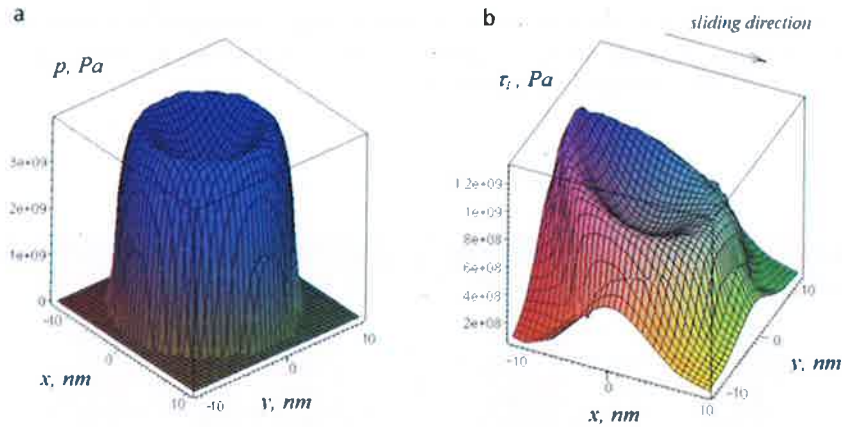 a
p, Pa
3e+09
2e+09
1e+09
0
-10
0
10
x, nm
-10
0
10
y, nm
b
sliding direction
τᵢ, Pa
1.2e+09
1e+09
8e+08
6e+08
4e+08
2e+08
-10
0
10
x, nm
-10
0
10
y, nm